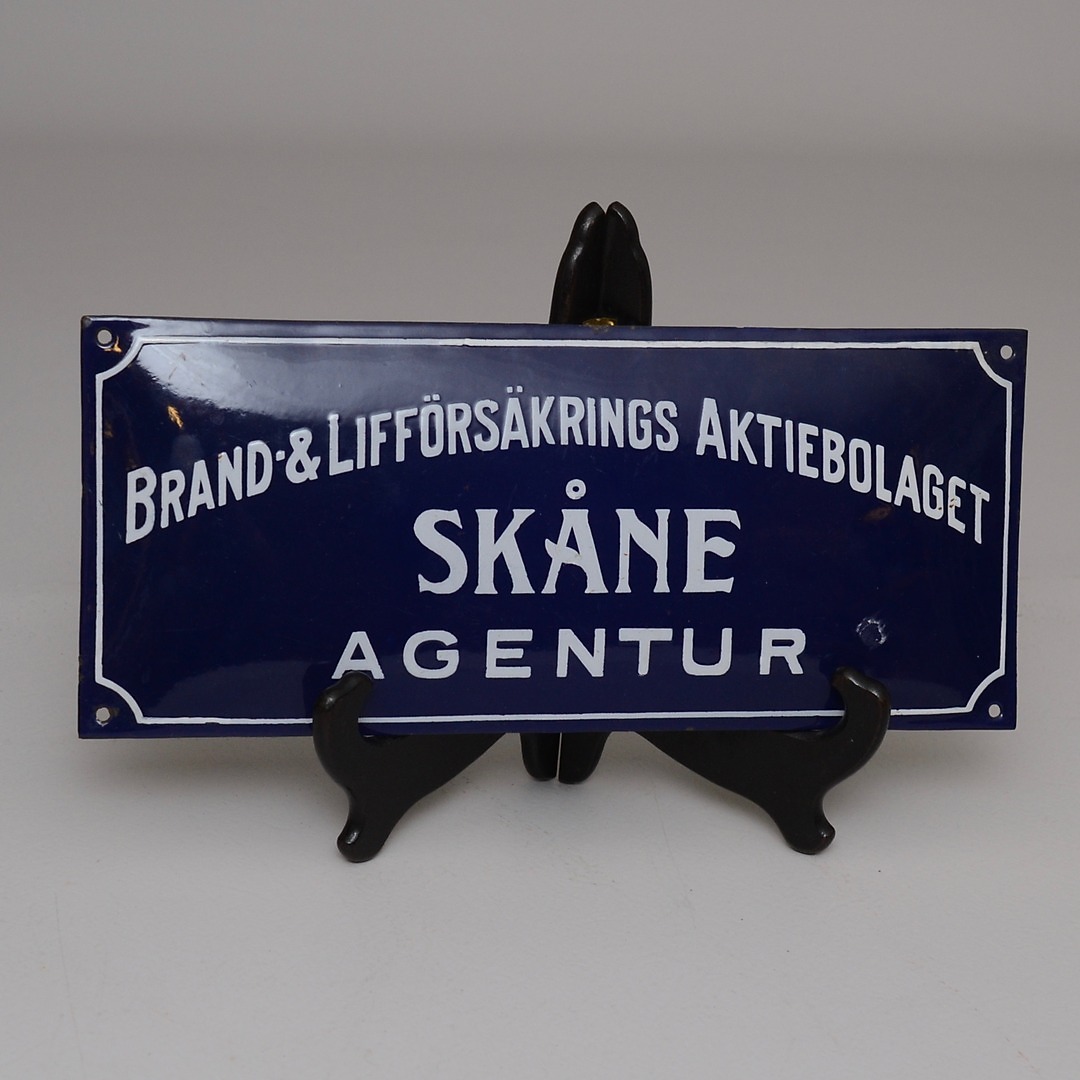 BRAND-& LIFFÖRSÄKRINGS AKTIEBOLAGET
SKÅNE
AGENTUR